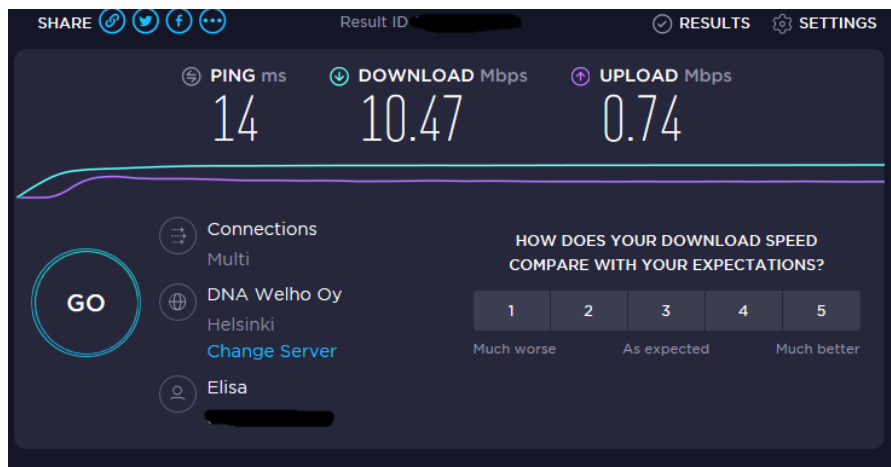 SHARE Result ID RESULTS SETTINGS
PING ms DOWNLOAD Mbps UPLOAD Mbps
14 10.47 0.74
GO
Connections
Multi
DNA Welho Oy
Helsinki
Change Server
Elisa
HOW DOES YOUR DOWNLOAD SPEED
COMPARE WITH YOUR EXPECTATIONS?
1 2 3 4 5
Much worse As expected Much better